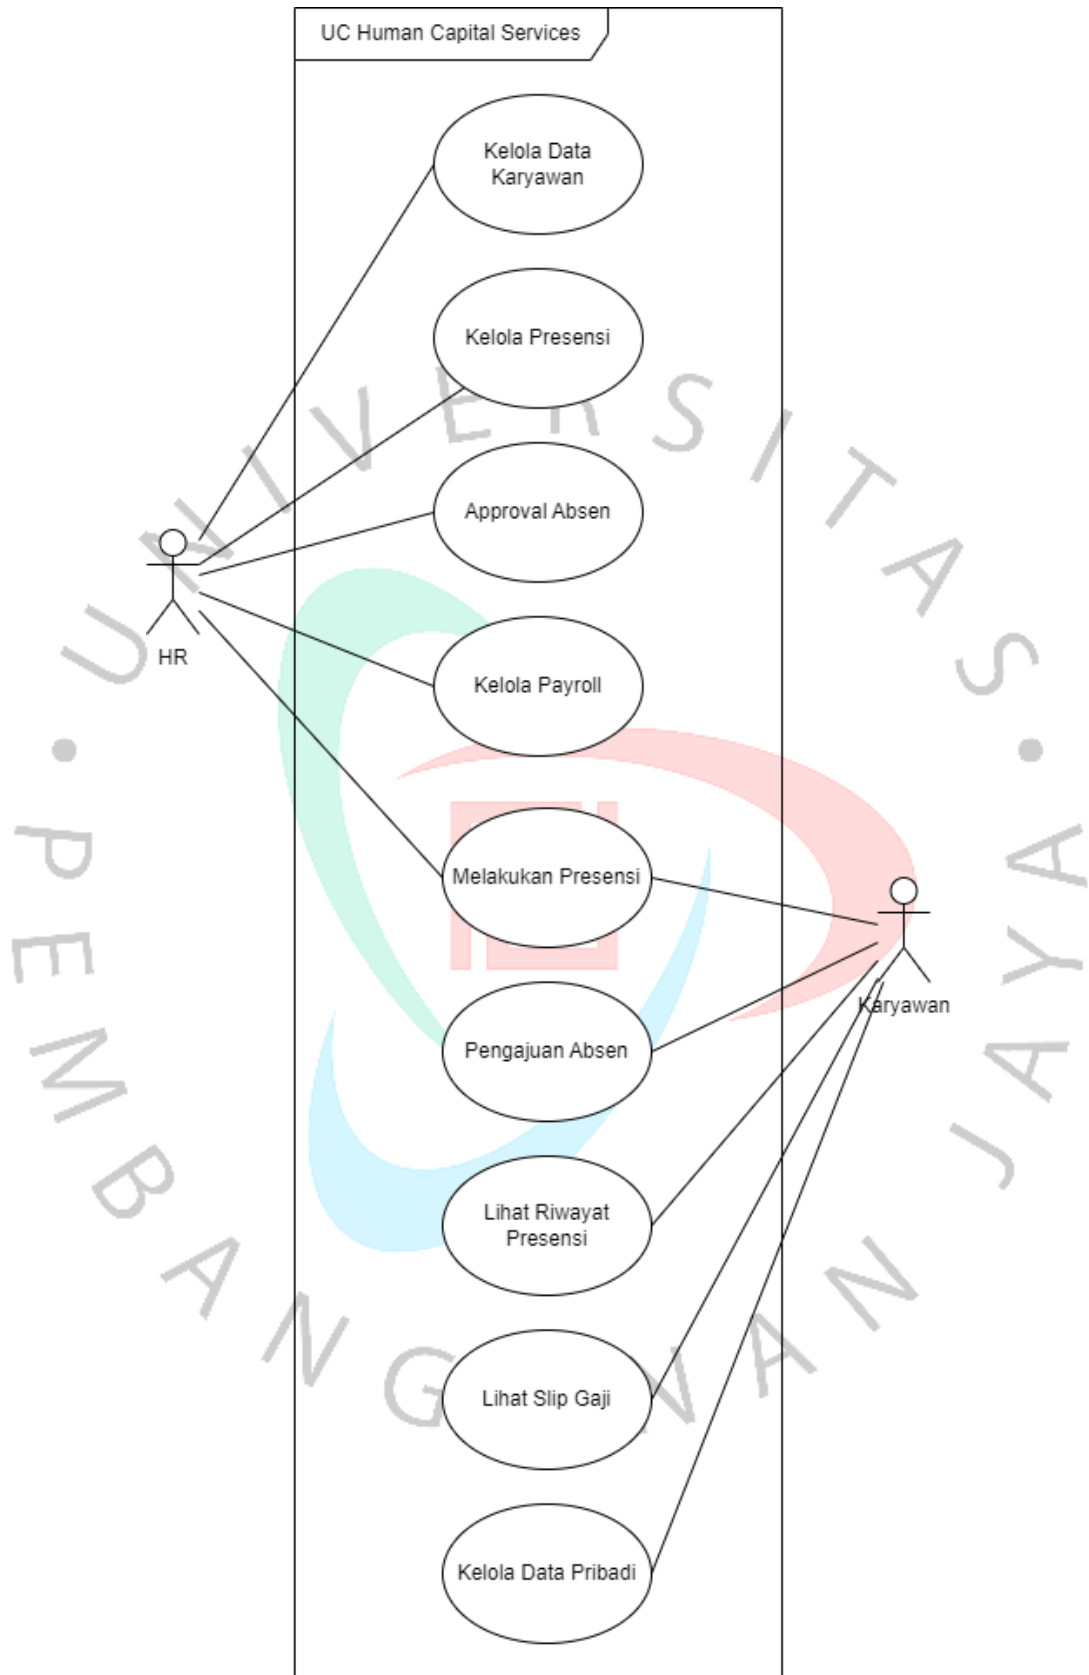 UC Human Capital Services
Kelola Data
Karyawan
Kelola Presensi
Approval Absen
HR
Kelola Payroll
Melakukan Presensi
Karyawan
Pengajuan Absen
Lihat Riwayat
Presensi
Lihat Slip Gaji
Kelola Data Pribadi
UNIVERSITAS
PEMBANGUNAN JAYA